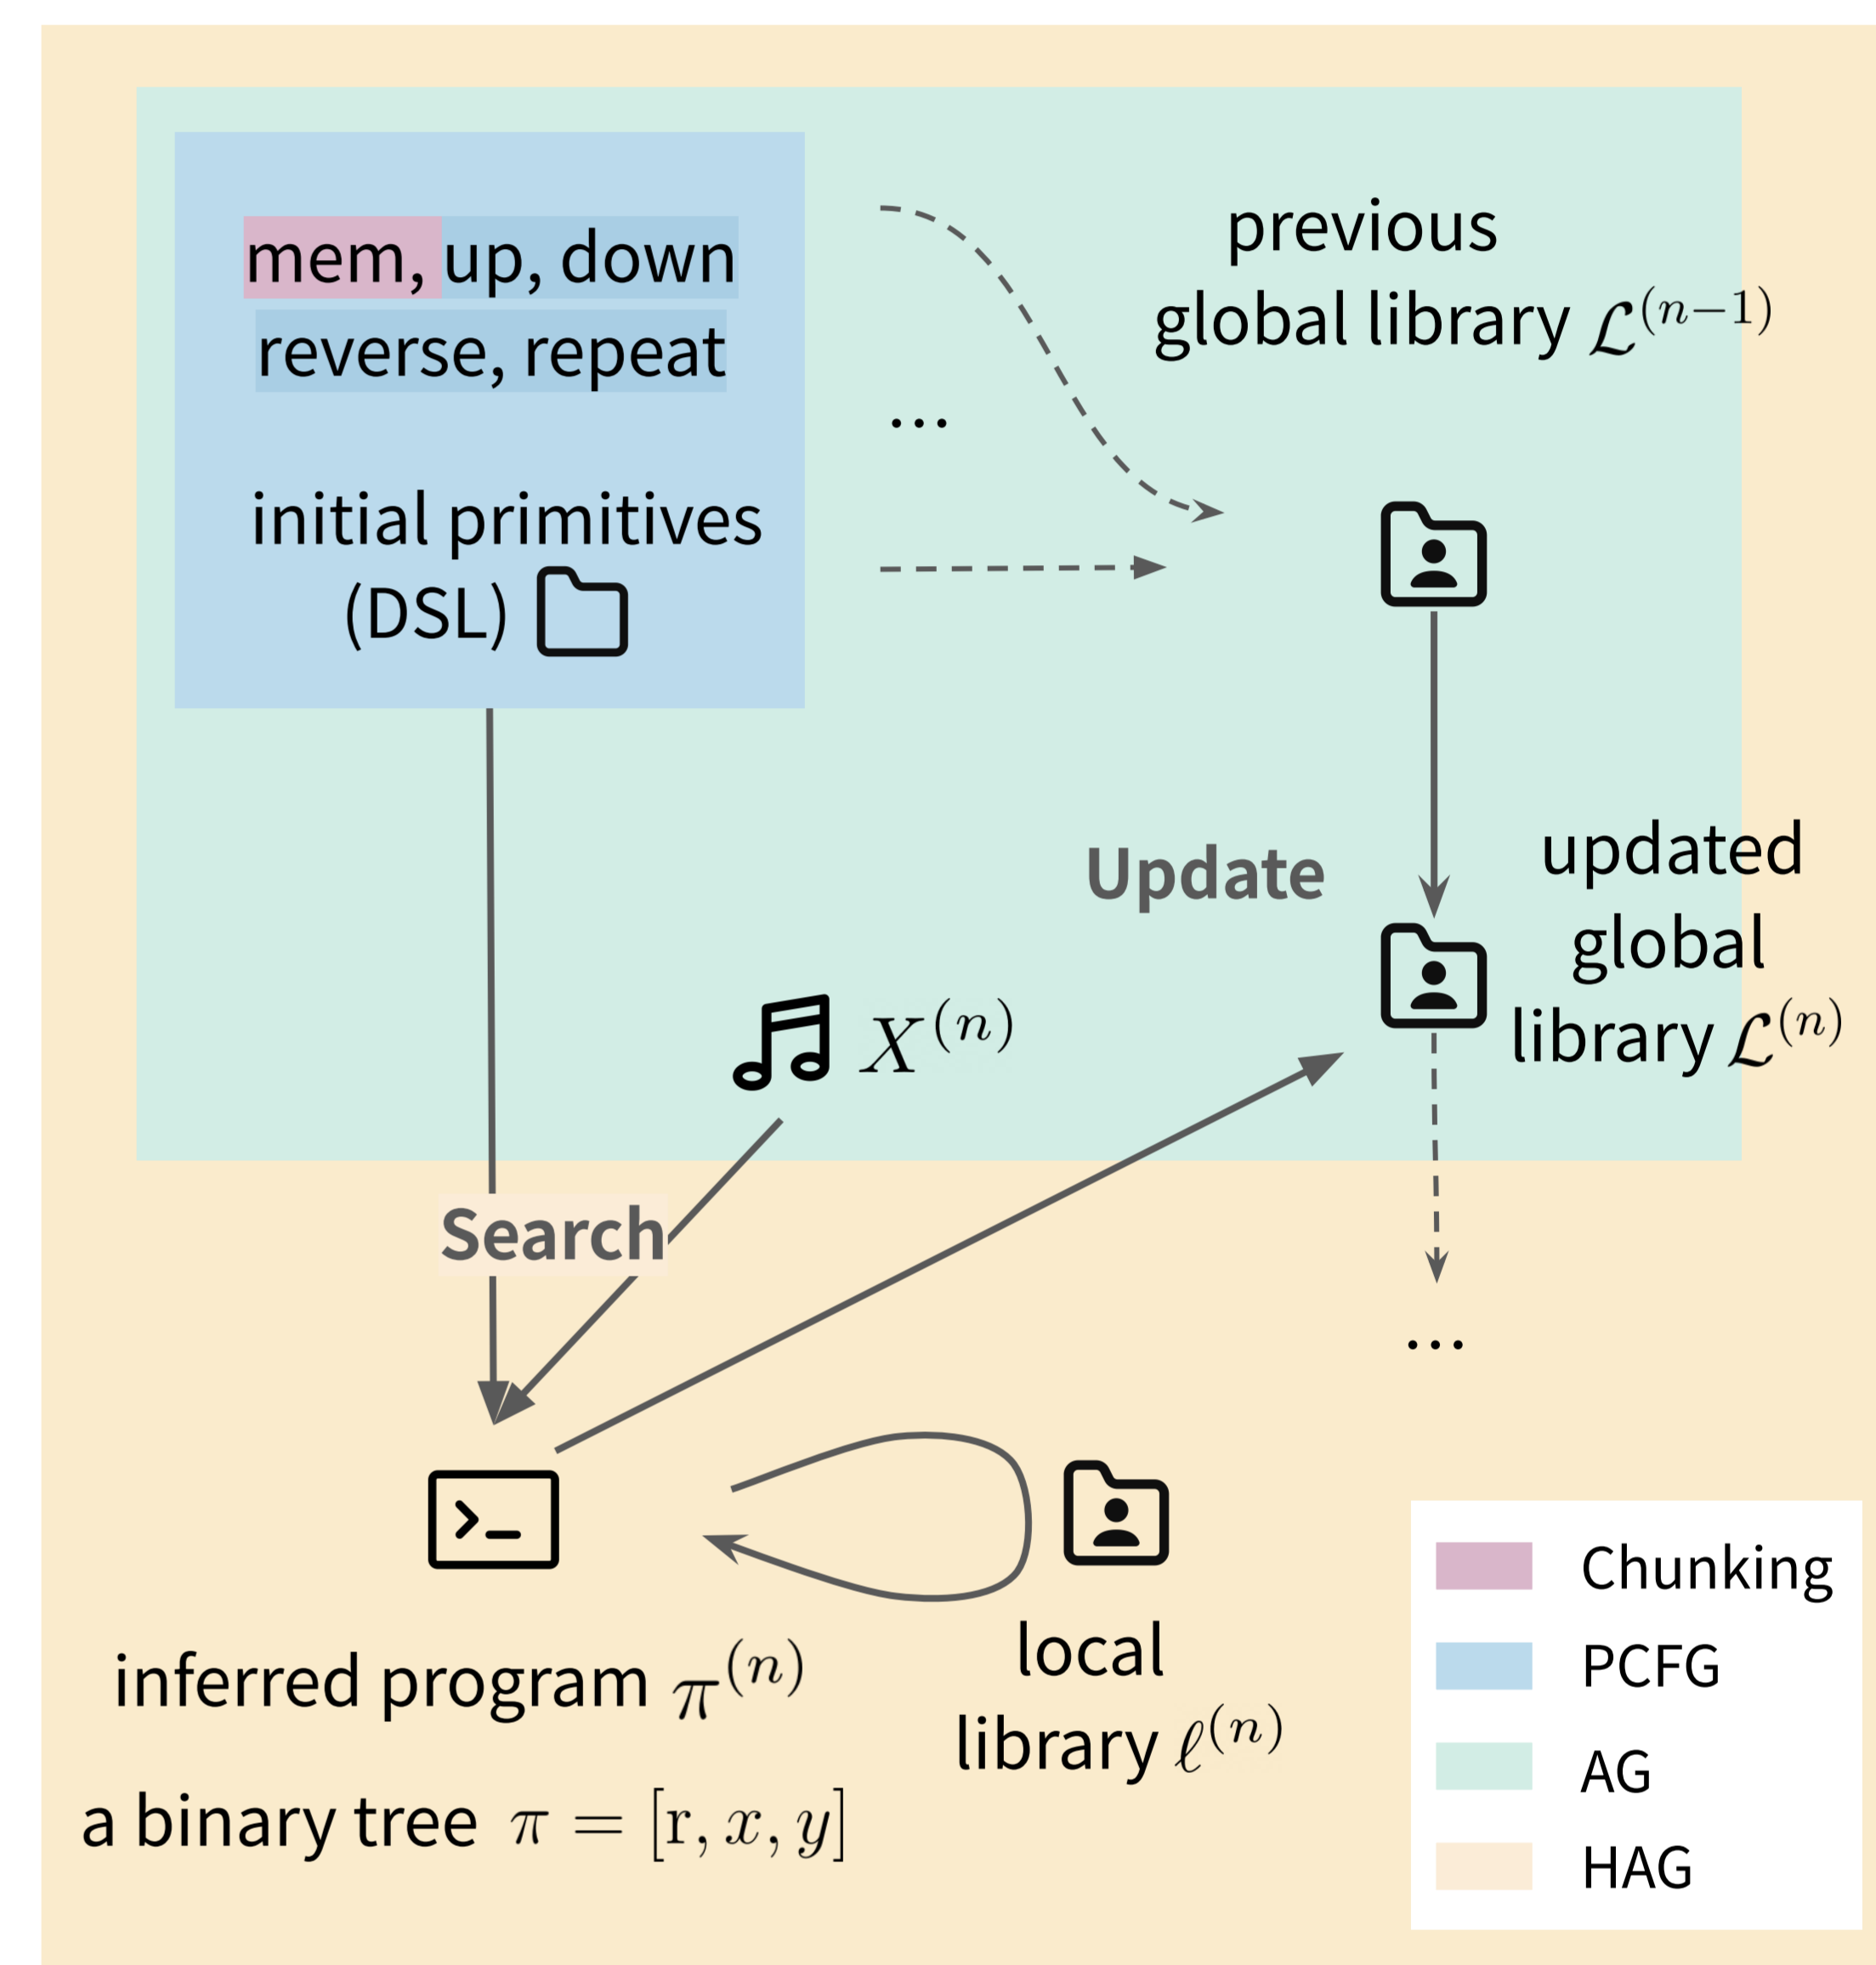 mem, up, down
reverse, repeat
initial primitives
(DSL)
...
previous
global library ℒ^(n−1)
Update
updated
global
library ℒ^(n)
X^(n)
Search
...
inferred program π^(n)
a binary tree π = [r, x, y]
local
library ℓ^(n)
Chunking
PCFG
AG
HAG